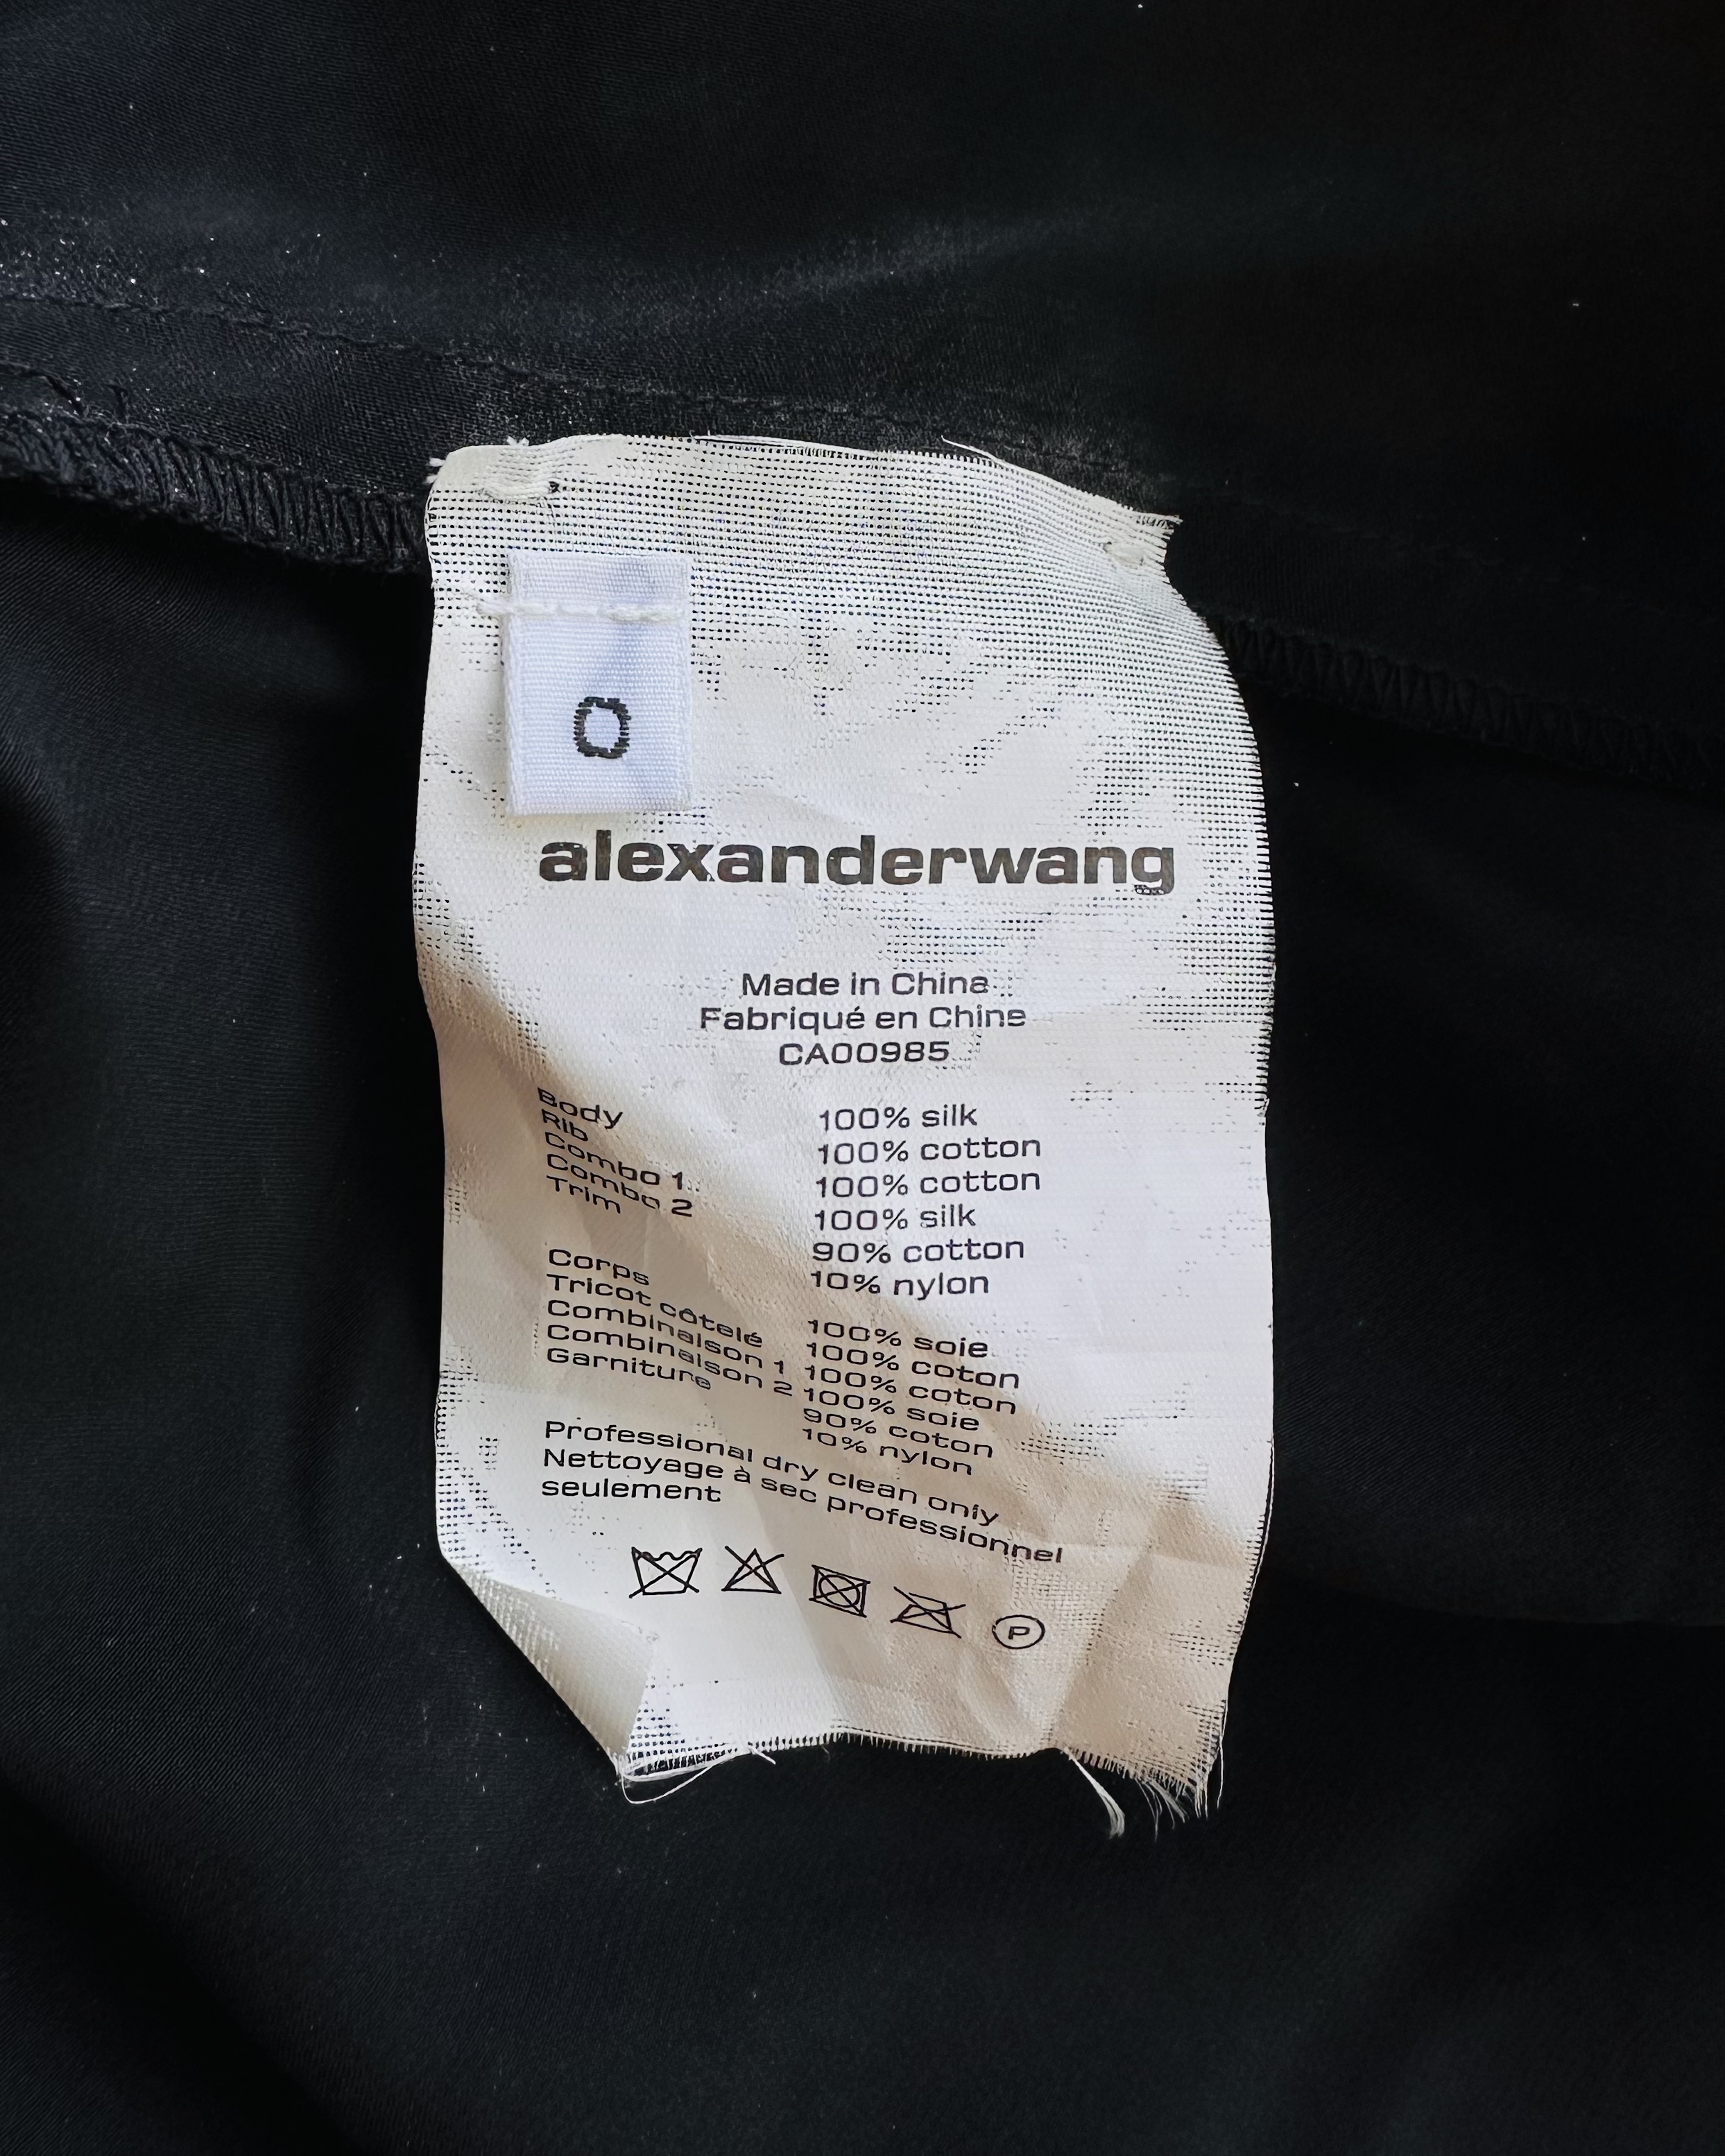 0
alexanderwang
Made in China
Fabriqué en Chine
CA00985
Body 100% silk
Rib 100% cotton
Combo 1 100% cotton
Combo 2 100% silk
Trim 90% cotton
10% nylon
Corps 100% soie
Tricot côtelé 100% coton
Combinaison 1 100% coton
Combinaison 2 100% soie
Garniture 90% coton
10% nylon
Professional dry clean only
Nettoyage à sec professionnel
seulement
P